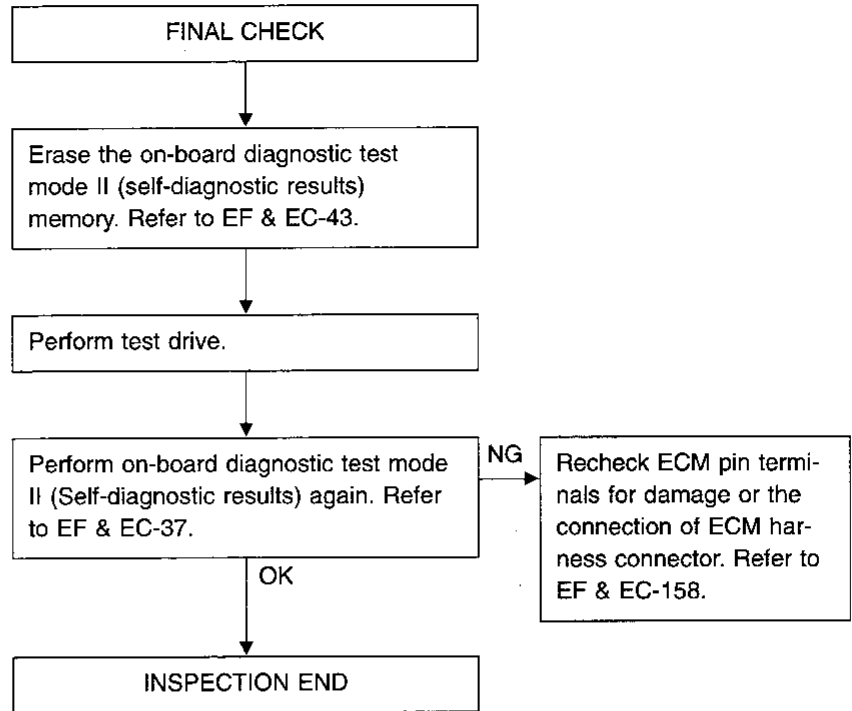 FINAL CHECK
Erase the on-board diagnostic test
mode II (self-diagnostic results)
memory. Refer to EF & EC-43.
Perform test drive.
Perform on-board diagnostic test mode
II (Self-diagnostic results) again. Refer
to EF & EC-37.
NG
Recheck ECM pin termi-
nals for damage or the
connection of ECM har-
ness connector. Refer to
EF & EC-158.
OK
INSPECTION END